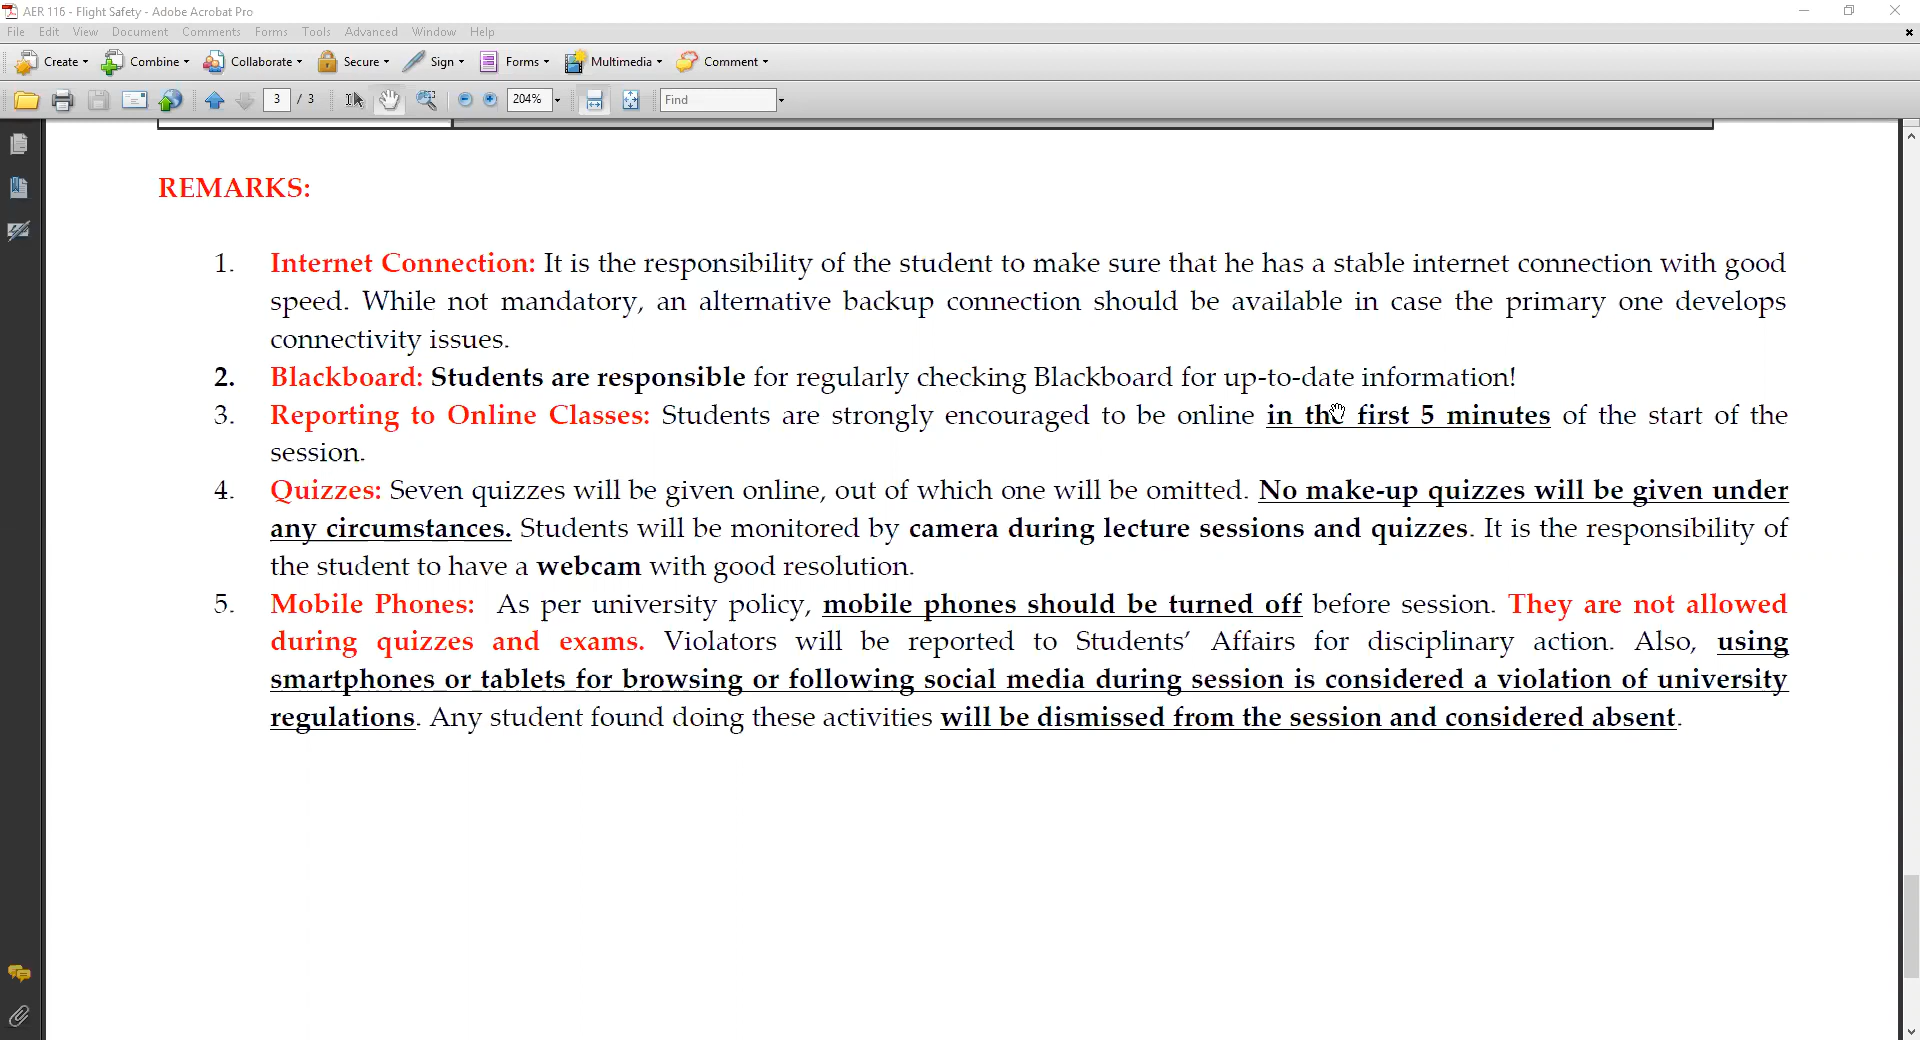 AER 116 - Flight Safety - Adobe Acrobat Pro
File Edit View Document Comments Forms Tools Advanced Window Help
Create Combine Collaborate Secure Sign Forms Multimedia Comment
3 / 3 204% Find
REMARKS:
1. Internet Connection: It is the responsibility of the student to make sure that he has a stable internet connection with good
speed. While not mandatory, an alternative backup connection should be available in case the primary one develops
connectivity issues.
2. Blackboard: Students are responsible for regularly checking Blackboard for up-to-date information!
3. Reporting to Online Classes: Students are strongly encouraged to be online in the first 5 minutes of the start of the
session.
4. Quizzes: Seven quizzes will be given online, out of which one will be omitted. No make-up quizzes will be given under
any circumstances. Students will be monitored by camera during lecture sessions and quizzes. It is the responsibility of
the student to have a webcam with good resolution.
5. Mobile Phones: As per university policy, mobile phones should be turned off before session. They are not allowed
during quizzes and exams. Violators will be reported to Students’ Affairs for disciplinary action. Also, using
smartphones or tablets for browsing or following social media during session is considered a violation of university
regulations. Any student found doing these activities will be dismissed from the session and considered absent.